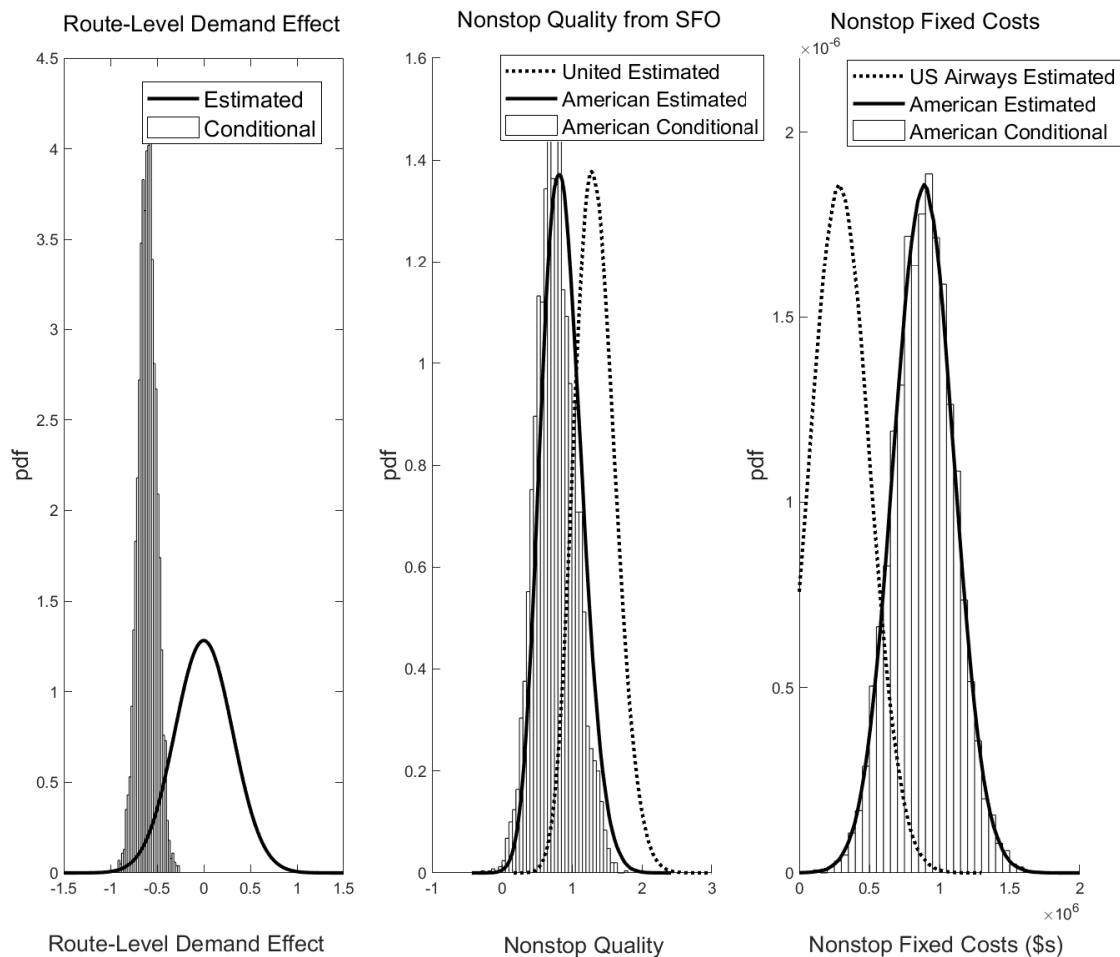 Route-Level Demand Effect
4.5
4
3.5
3
2.5
2
1.5
1
0.5
0
pdf
Estimated
Conditional
-1.5
-1
-0.5
0
0.5
1
1.5
Route-Level Demand Effect
Nonstop Quality from SFO
1.6
1.4
1.2
1
0.8
0.6
0.4
0.2
0
pdf
United Estimated
American Estimated
American Conditional
-1
0
1
2
3
Nonstop Quality
Nonstop Fixed Costs
×10⁻⁶
2
1.5
1
0.5
0
pdf
US Airways Estimated
American Estimated
American Conditional
0
0.5
1
1.5
2
×10⁶
Nonstop Fixed Costs ($s)